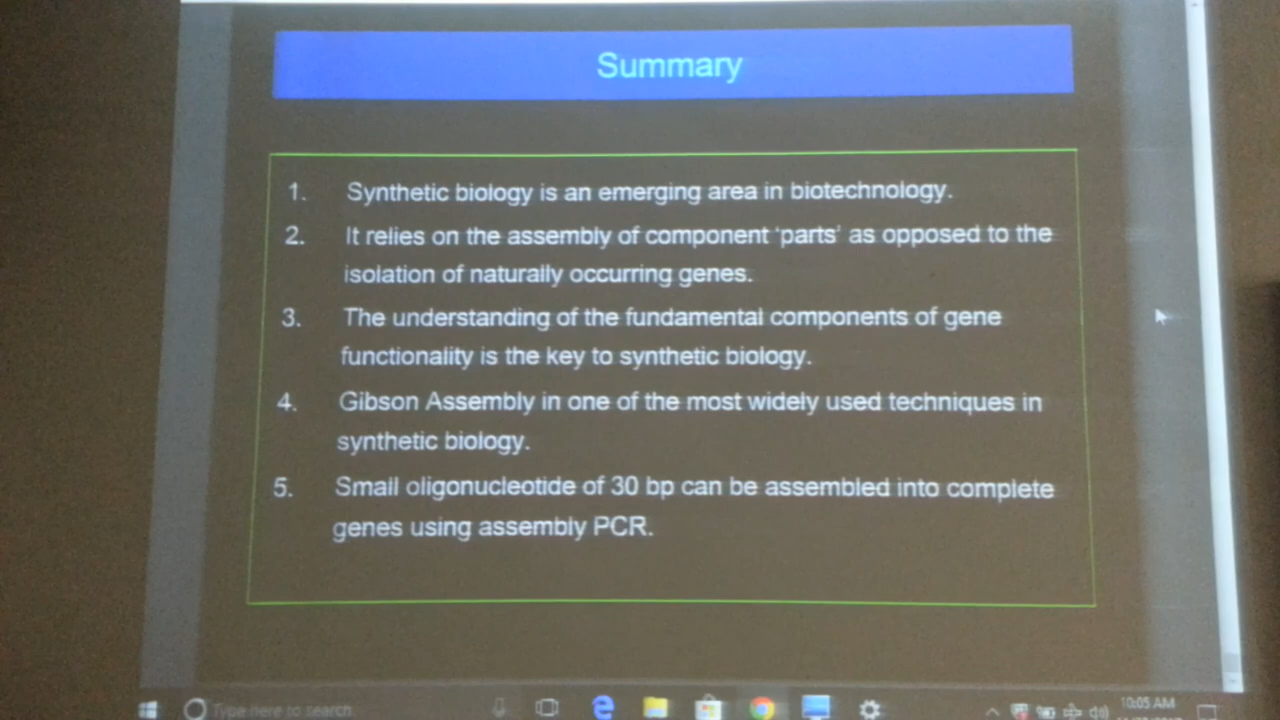 Summary
1. Synthetic biology is an emerging area in biotechnology.
2. It relies on the assembly of component ‘parts’ as opposed to the
isolation of naturally occurring genes.
3. The understanding of the fundamental components of gene
functionality is the key to synthetic biology.
4. Gibson Assembly in one of the most widely used techniques in
synthetic biology.
5. Small oligonucleotide of 30 bp can be assembled into complete
genes using assembly PCR.
Type here to search
10:05 AM